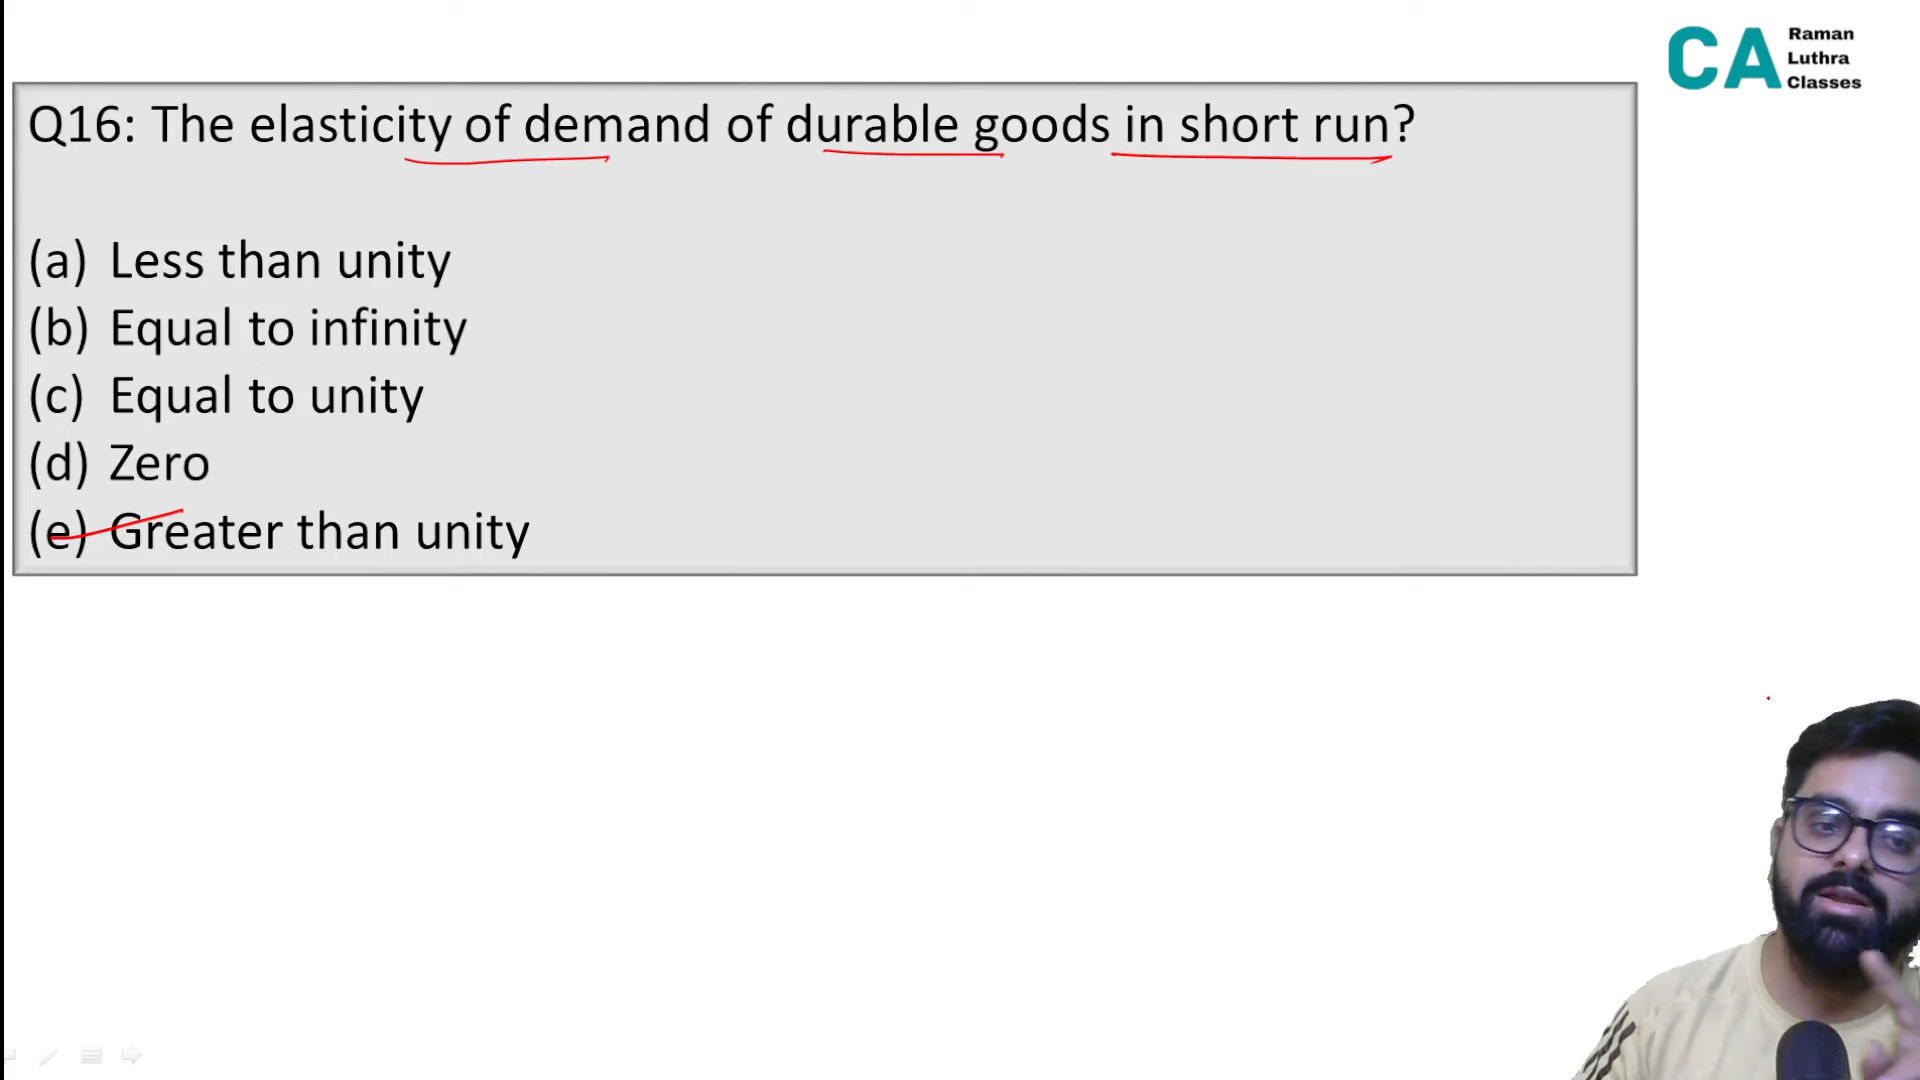 CA Raman
Luthra
Classes
Q16: The elasticity of demand of durable goods in short run?
(a) Less than unity
(b) Equal to infinity
(c) Equal to unity
(d) Zero
(e) Greater than unity